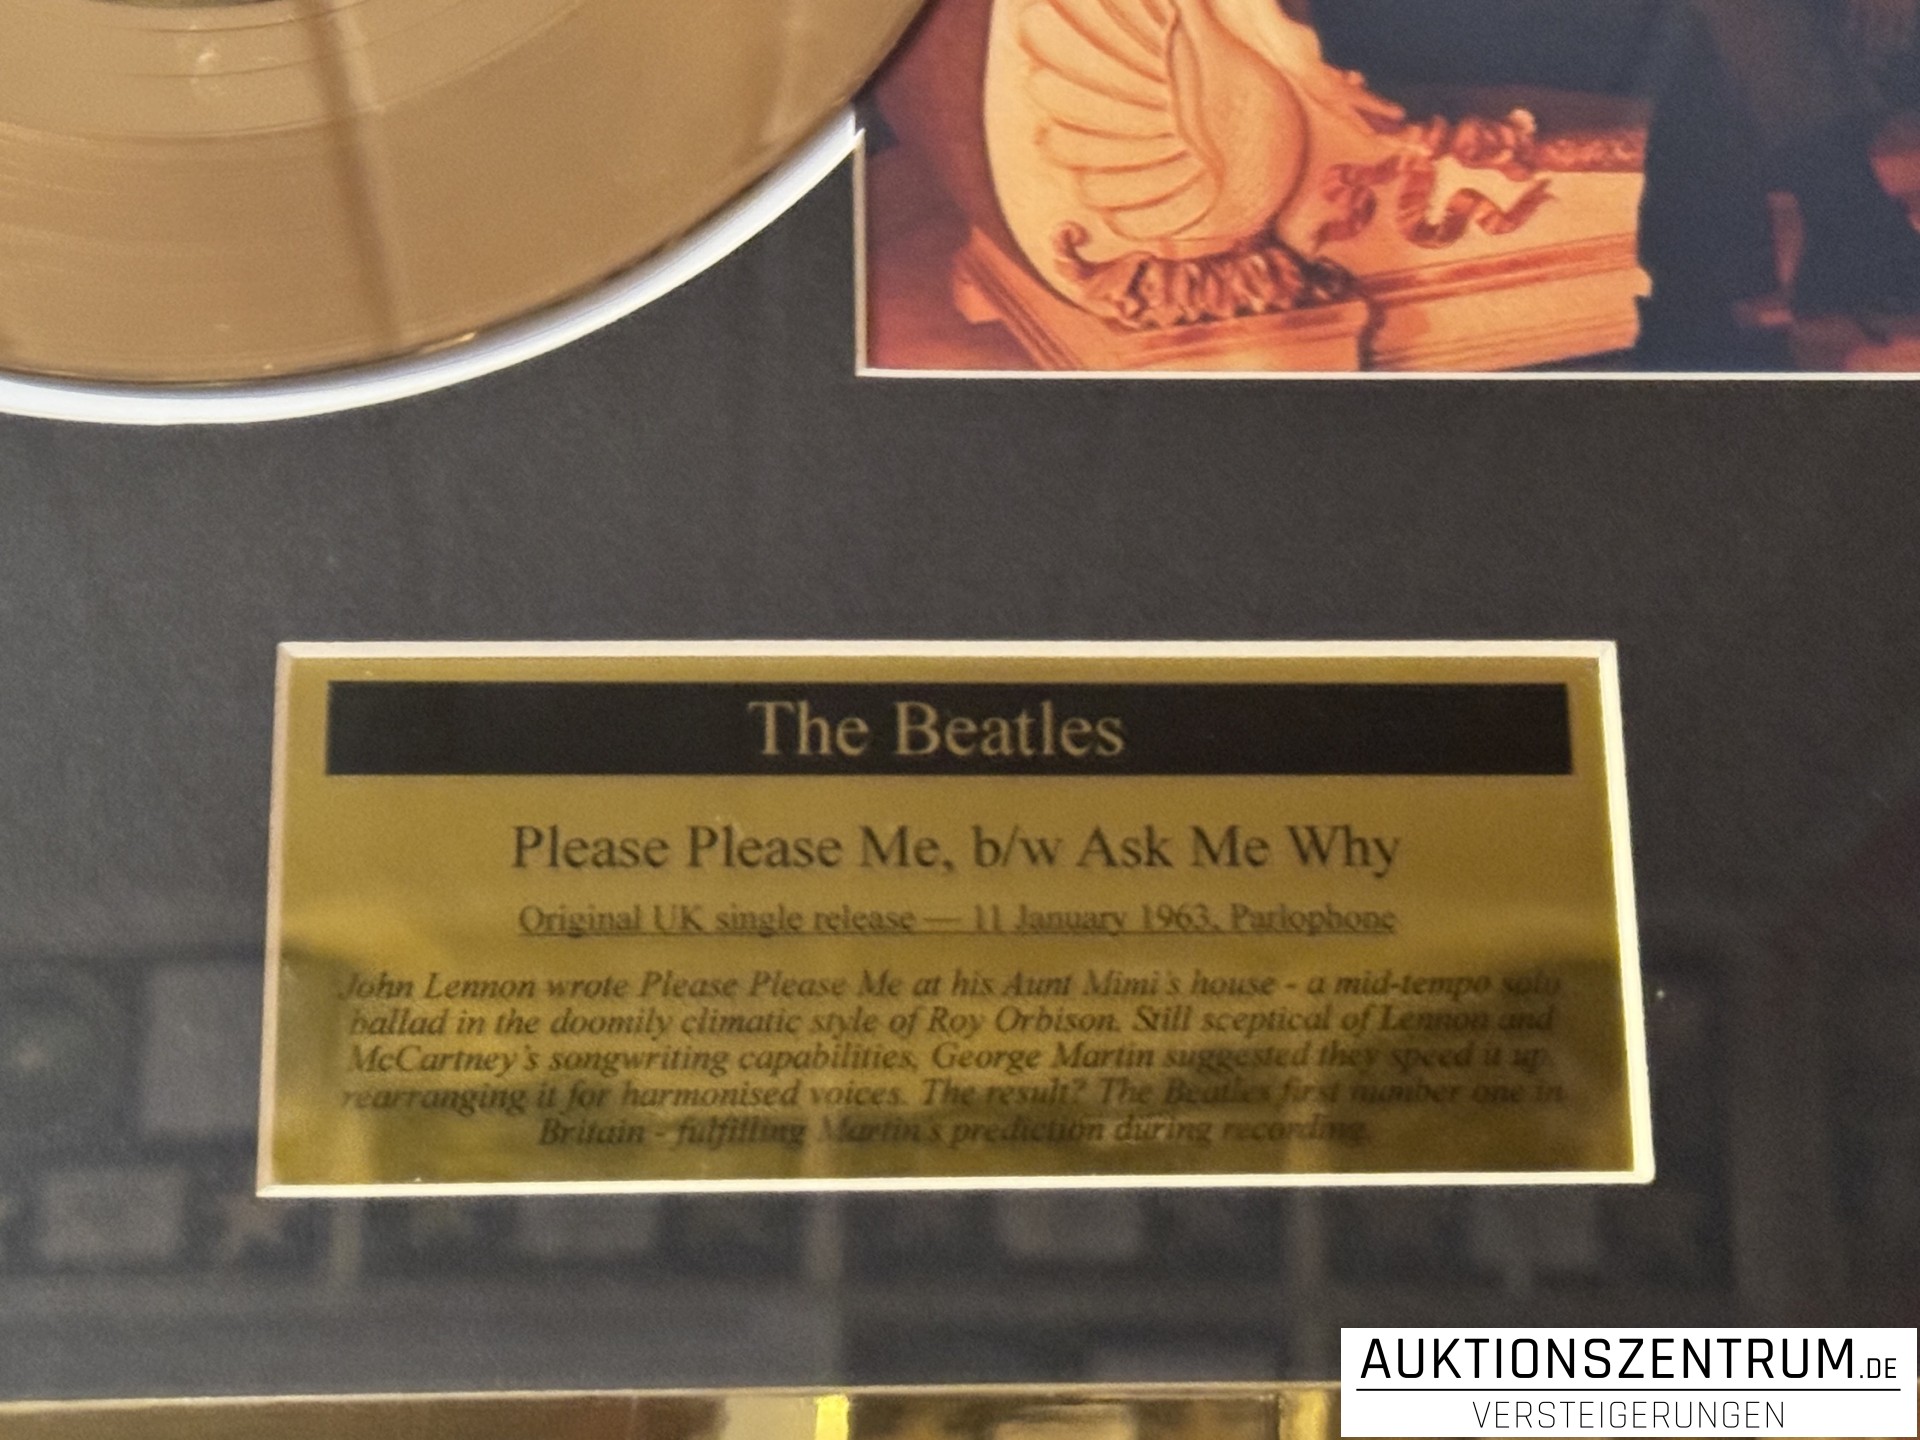 The Beatles
Please Please Me, b/w Ask Me Why
Original UK single release — 11 January 1963, Parlophone
John Lennon wrote Please Please Me at his Aunt Mimi's house - a mid-tempo solo
ballad in the doomily climatic style of Roy Orbison. Still sceptical of Lennon and
McCartney's songwriting capabilities, George Martin suggested they speed it up,
rearranging it for harmonised voices. The result? The Beatles first number one in
Britain - fulfilling Martin's prediction during recording.
AUKTIONSZENTRUM.DE
VERSTEIGERUNGEN